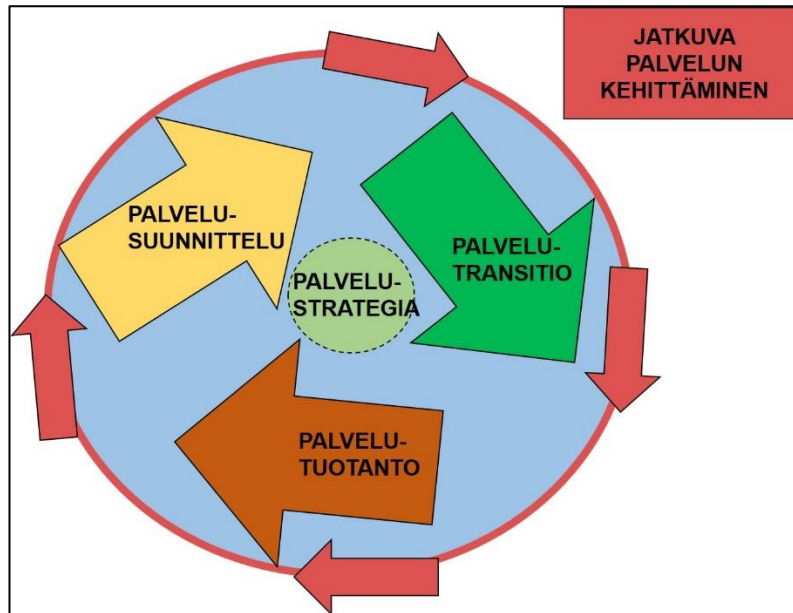 JATKUVA
PALVELUN
KEHITTÄMINEN
PALVELU-
SUUNNITTELU
PALVELU-
TRANSITIO
PALVELU-
STRATEGIA
PALVELU-
TUOTANTO